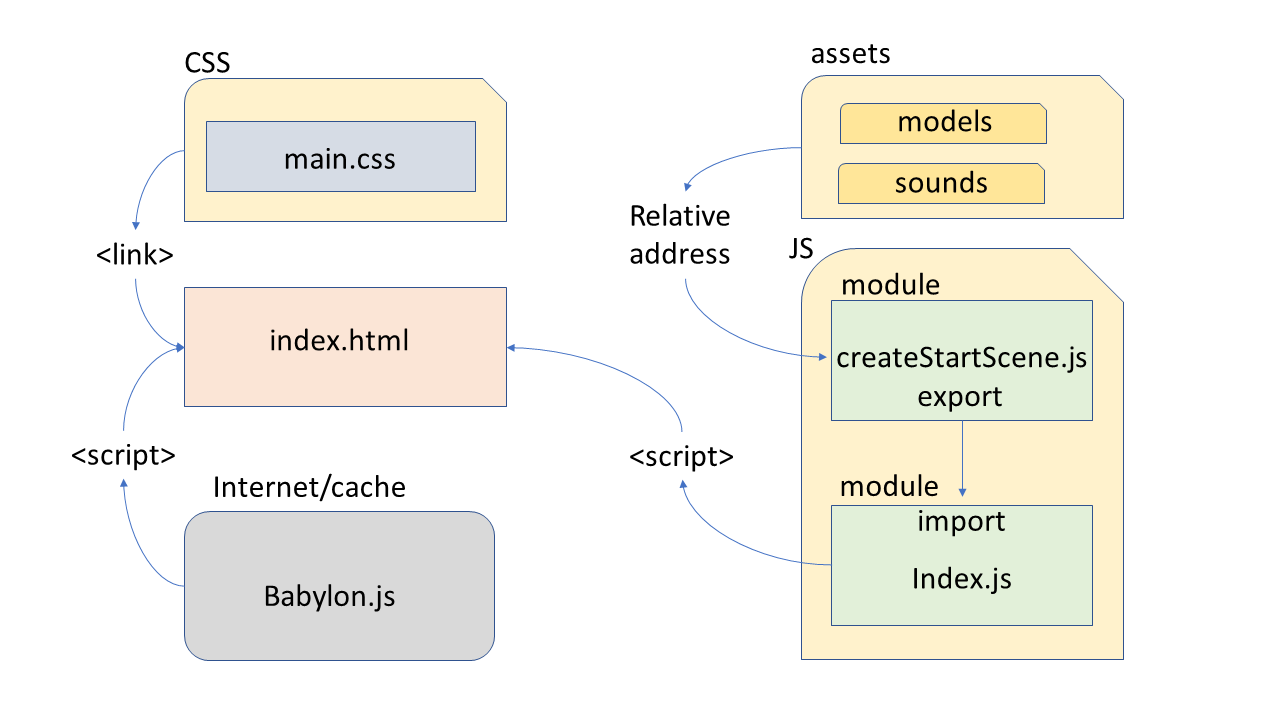 CSS
main.css
<link>
index.html
<script>
Internet/cache
Babylon.js
assets
models
sounds
Relative
address
JS
module
createStartScene.js
export
<script>
module
import
Index.js